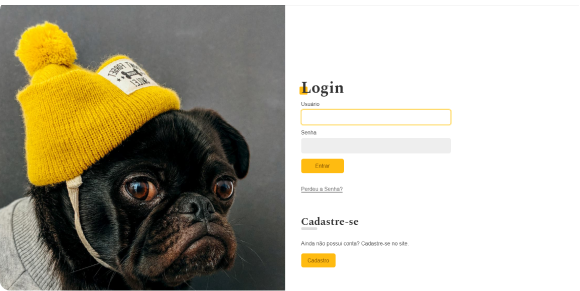 Login
Usuário
Senha
Entrar
Perdeu a Senha?
Cadastre-se
Ainda não possui conta? Cadastre-se no site.
Cadastro